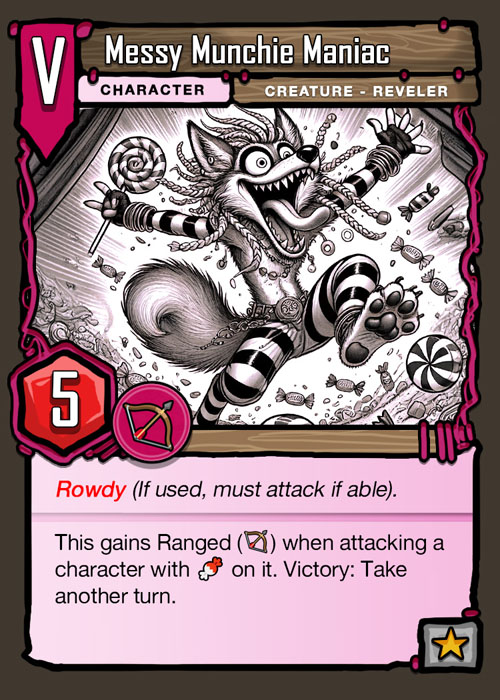 V
Messy Munchie Maniac
CHARACTER
CREATURE - REVELER
5
Rowdy (If used, must attack if able).
This gains Ranged ( ) when attacking a
character with on it. Victory: Take
another turn.